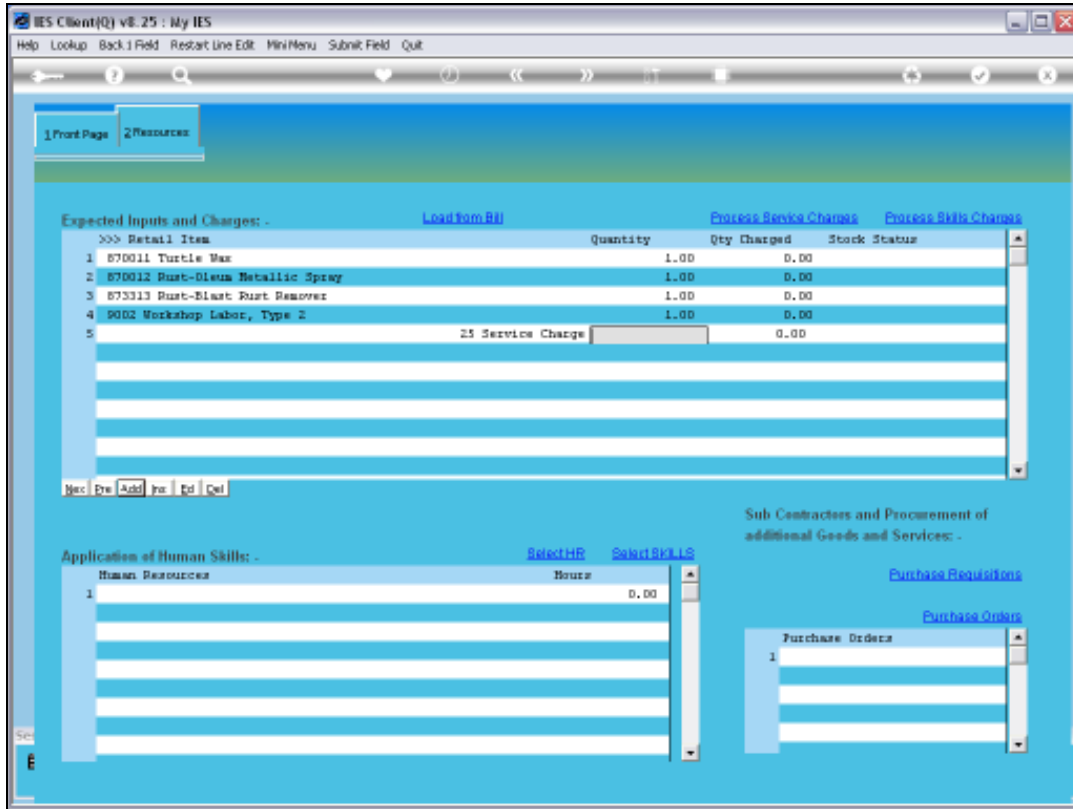 IES Client(Q) v8.25 : My IES
Help Lookup Back 1 Field Restart Line Edit MiniMenu Submit Field Quit
1 Front Page 2 Resources
Expected Inputs and Charges: - Load from Bill Process Service Charges Process Skills Charges
>>> Retail Item Quantity Qty Charged Stock Status
1 870011 Turtle Wax 1.00 0.00
2 870012 Rust-Oleum Metallic Spray 1.00 0.00
3 873313 Rust-Blast Rust Remover 1.00 0.00
4 9002 Workshop Labor, Type 2 1.00 0.00
5 25 Service Charge 0.00
Nex Pre Add Ins Ed Del
Sub Contractors and Procurement of
additional Goods and Services: -
Application of Human Skills: - Select HR Select SKILLS
Human Resources Hours
Purchase Requisitions
1 0.00
Purchase Orders
Purchase Orders
1